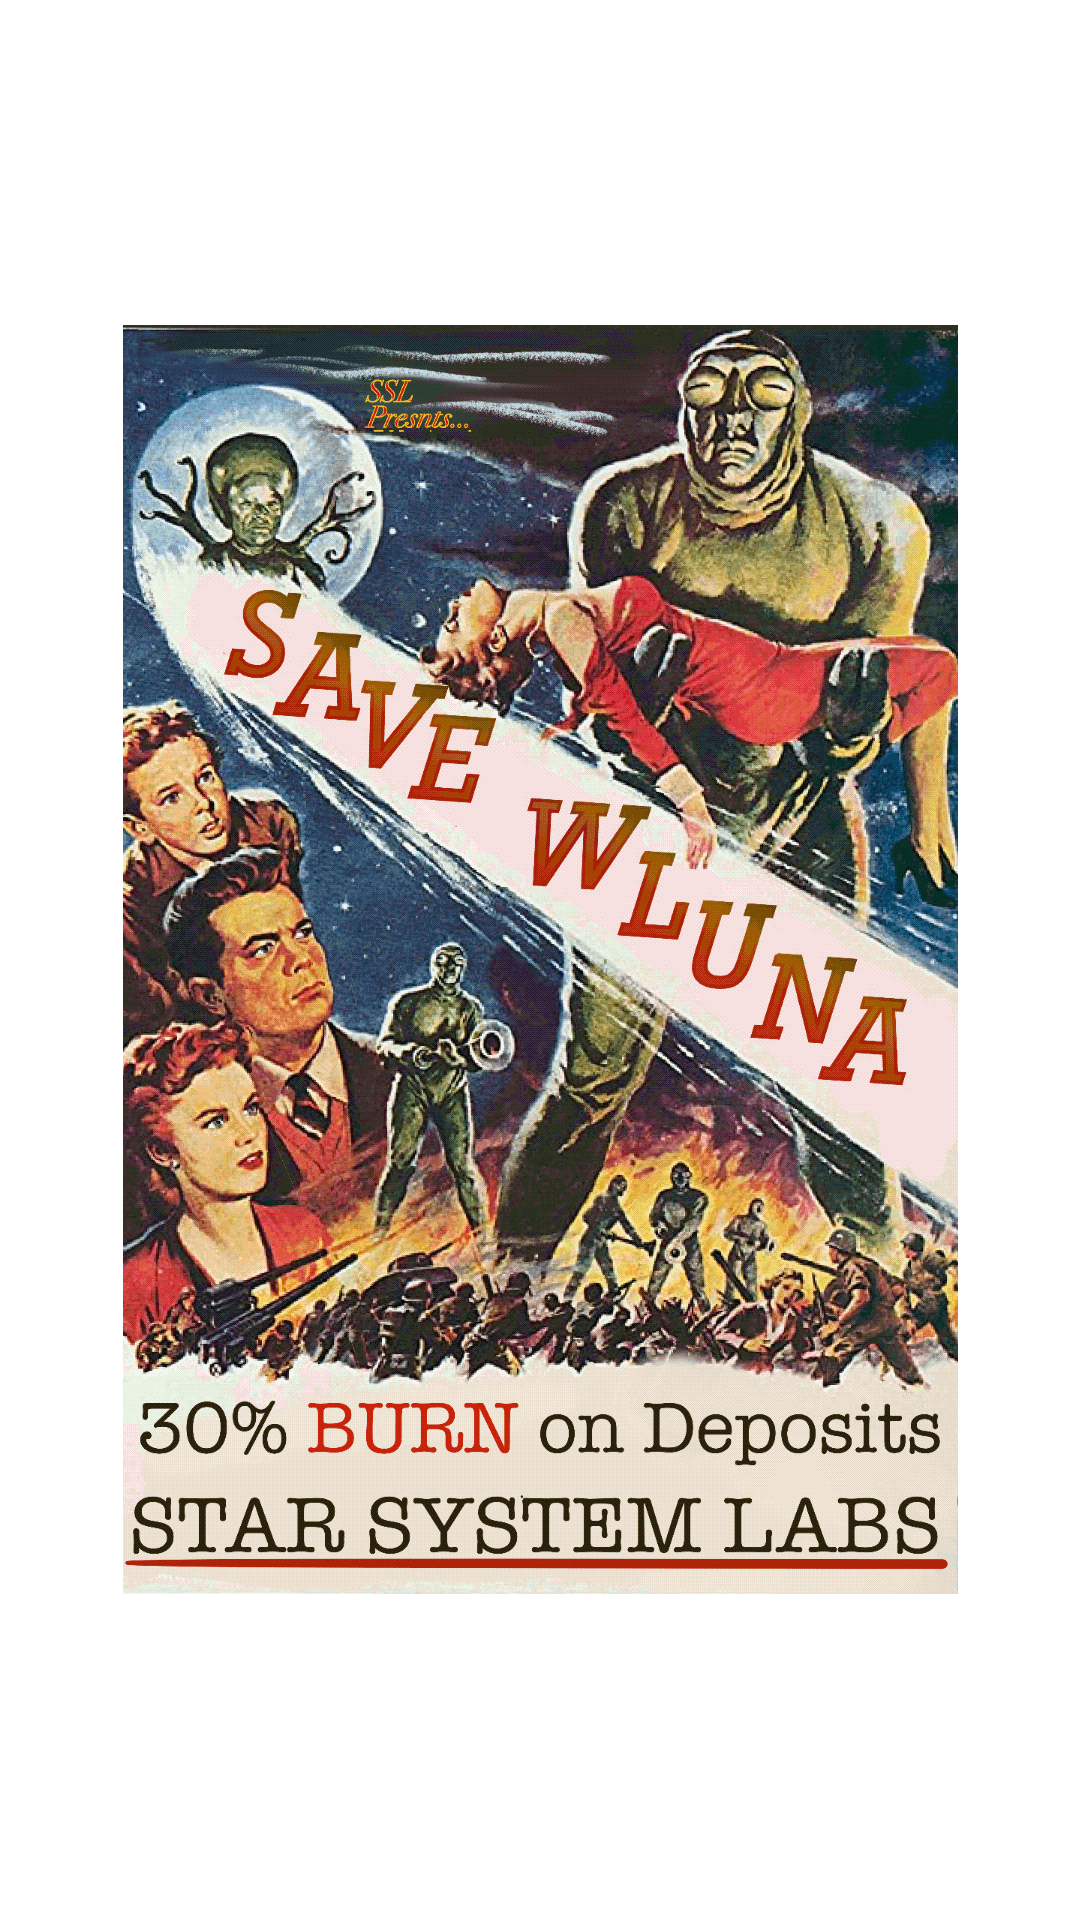 SSL
Presnts...
SAVE WLUNA
30% BURN on Deposits
STAR SYSTEM LABS